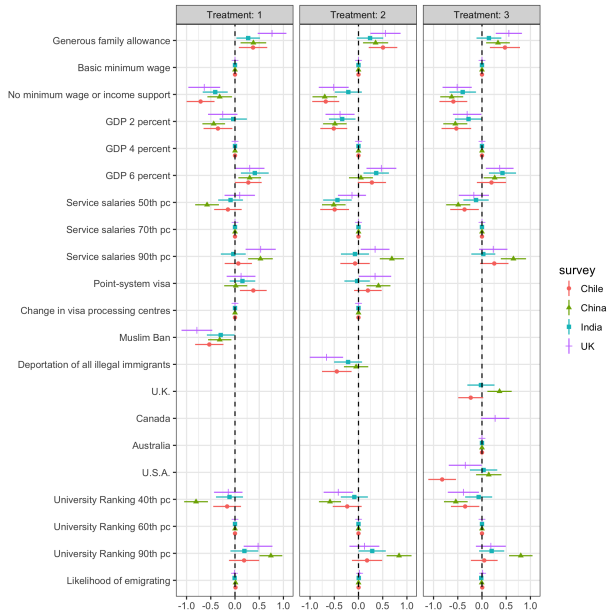 Treatment: 1
Treatment: 2
Treatment: 3
Generous family allowance
Basic minimum wage
No minimum wage or income support
GDP 2 percent
GDP 4 percent
GDP 6 percent
Service salaries 50th pc
Service salaries 70th pc
Service salaries 90th pc
Point-system visa
Change in visa processing centres
Muslim Ban
Deportation of all illegal immigrants
U.K.
Canada
Australia
U.S.A.
University Ranking 40th pc
University Ranking 60th pc
University Ranking 90th pc
Likelihood of emigrating
-1.0 -0.5 0.0 0.5 1.0
-1.0 -0.5 0.0 0.5 1.0
-1.0 -0.5 0.0 0.5 1.0
survey
Chile
China
India
UK